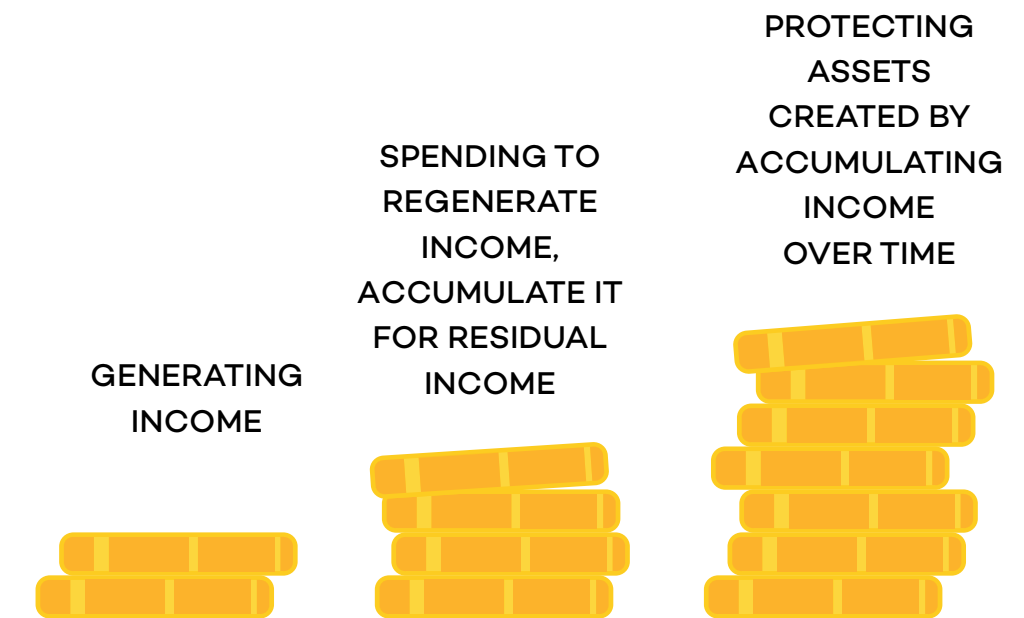 GENERATING
INCOME
SPENDING TO
REGENERATE
INCOME,
ACCUMULATE IT
FOR RESIDUAL
INCOME
PROTECTING
ASSETS
CREATED BY
ACCUMULATING
INCOME
OVER TIME